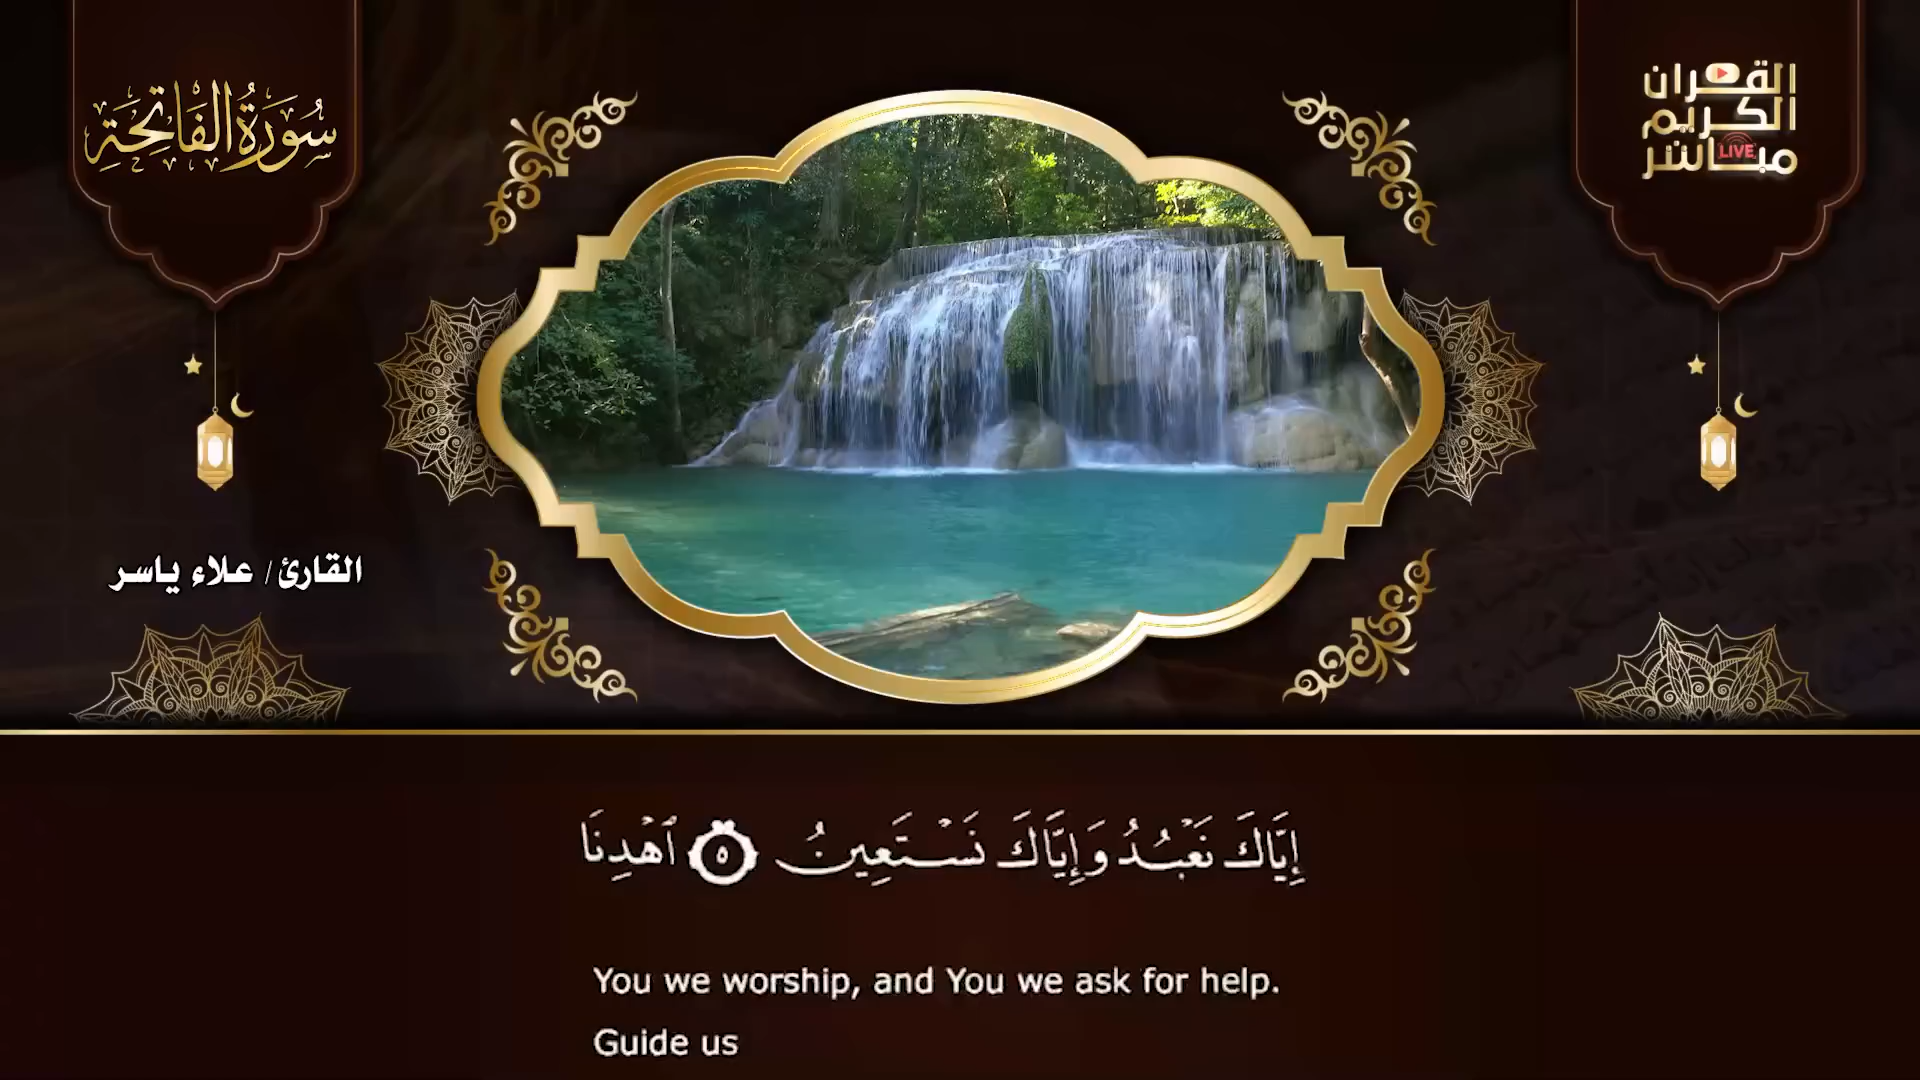 سُورَةُ الفَاتِحَةِ
القرآن
الكريم
مباشر
LIVE
القارئ / علاء ياسر
إِيَّاكَ نَعْبُدُ وَإِيَّاكَ نَسْتَعِينُ ٥ ٱهْدِنَا
You we worship, and You we ask for help.
Guide us